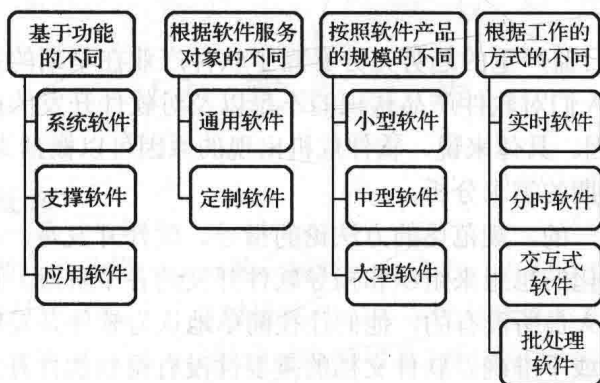 基于功能
的不同
系统软件
支撑软件
应用软件
根据软件服务
对象的不同
通用软件
定制软件
按照软件产品
的规模的不同
小型软件
中型软件
大型软件
根据工作的
方式的不同
实时软件
分时软件
交互式
软件
批处理
软件